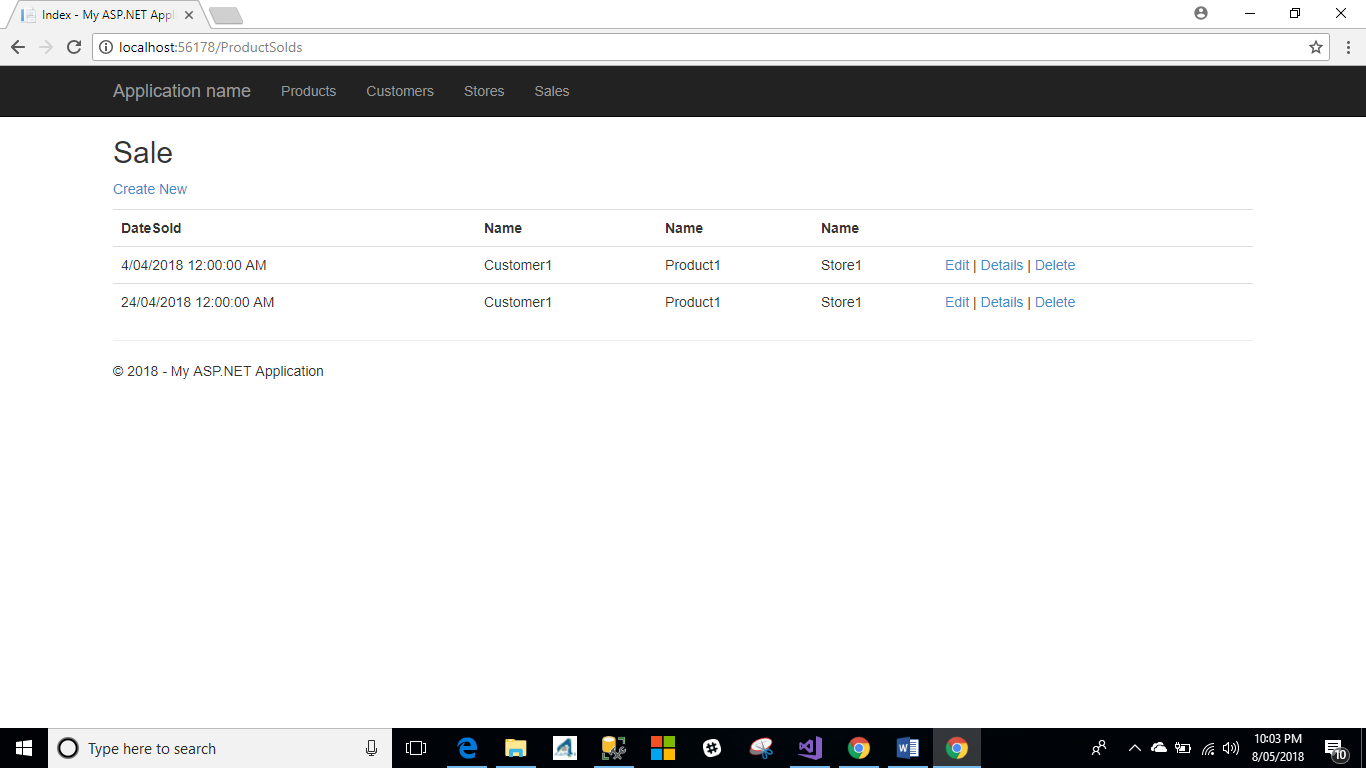 Index - My ASP.NET Appl
localhost:56178/ProductSolds
Application name Products Customers Stores Sales
Sale
Create New
DateSold Name Name Name
4/04/2018 12:00:00 AM Customer1 Product1 Store1 Edit | Details | Delete
24/04/2018 12:00:00 AM Customer1 Product1 Store1 Edit | Details | Delete
© 2018 - My ASP.NET Application
Type here to search
10:03 PM
8/05/2018
10